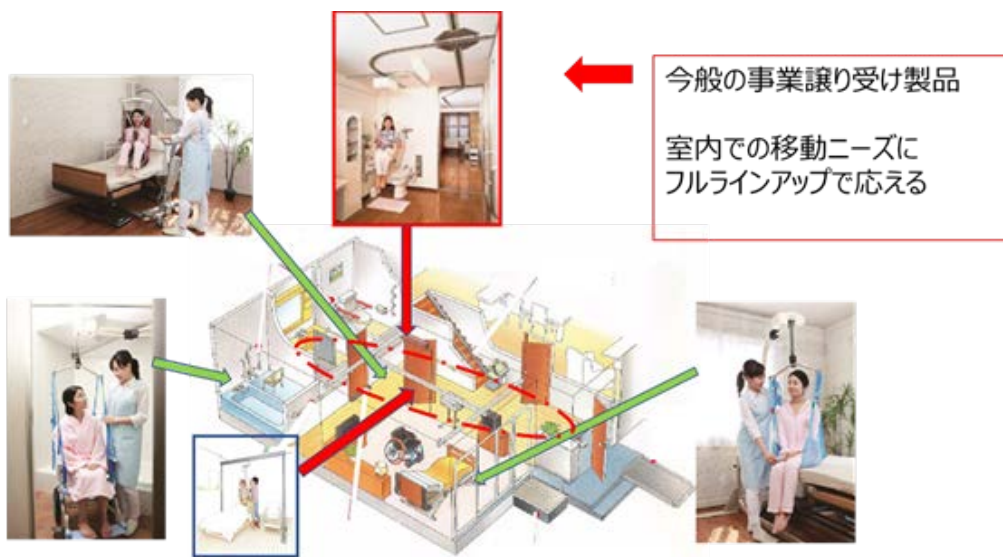 今般の事業譲り受け製品
室内での移動ニーズに
フルラインアップで応える